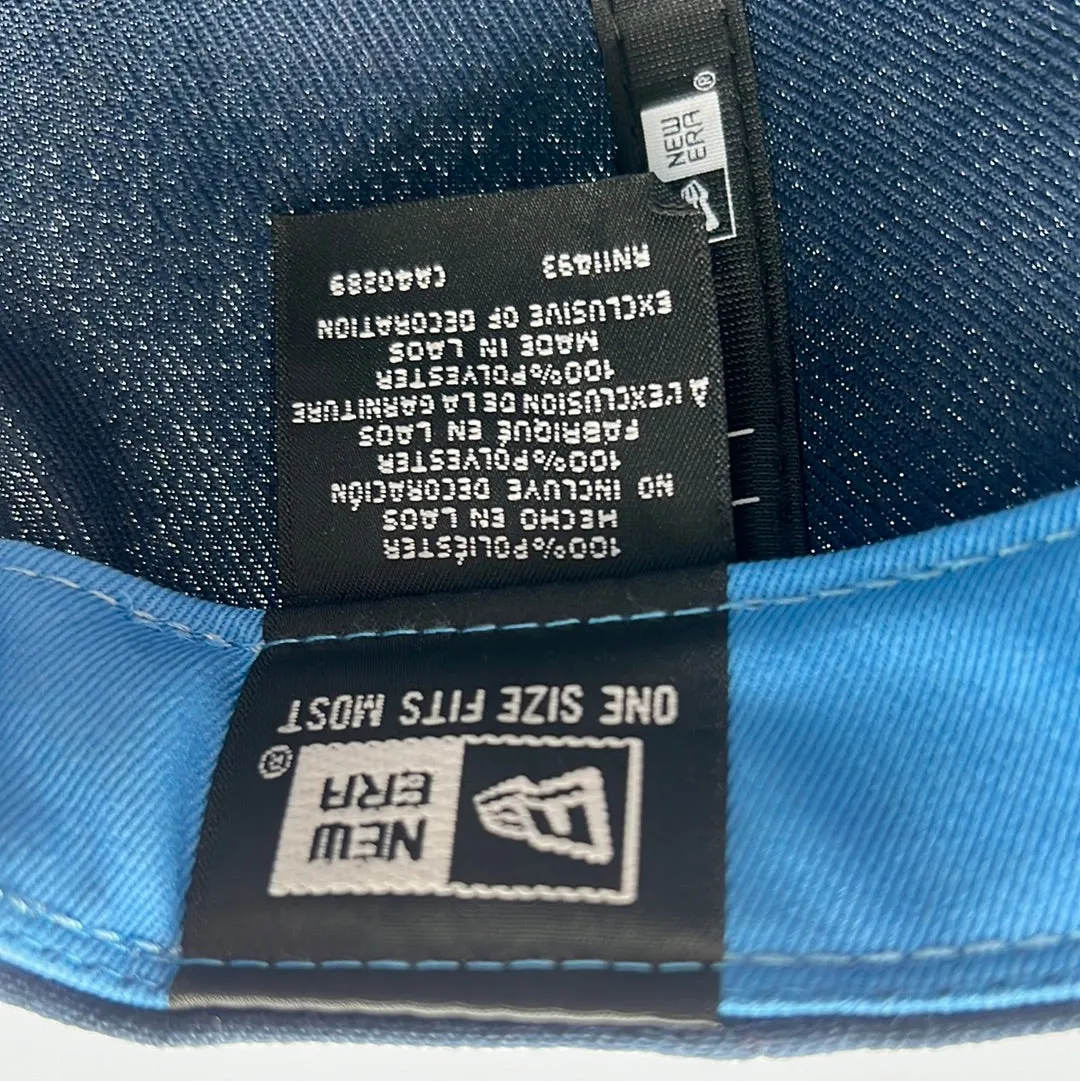 NEW
ERA
®
100%POLIÉSTER
HECHO EN LAOS
NO INCLUYE DECORACIÓN
100%POLYESTER
FABRIQUÉ EN LAOS
À L'EXCLUSION DE LA GARNITURE
100%POLYESTER
MADE IN LAOS
EXCLUSIVE OF DECORATION
RN11493 CA40289
NEW
ERA
®
ONE SIZE FITS MOST